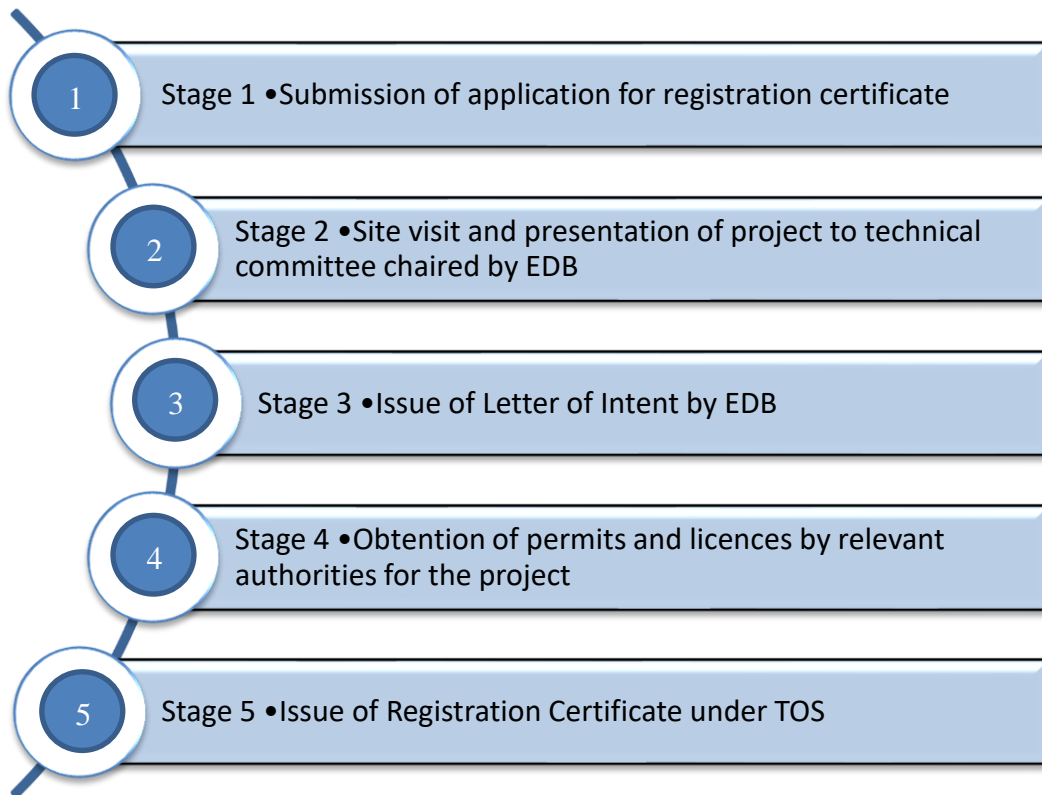 1
Stage 1 •Submission of application for registration certificate
2
Stage 2 •Site visit and presentation of project to technical
committee chaired by EDB
3
Stage 3 •Issue of Letter of Intent by EDB
4
Stage 4 •Obtention of permits and licences by relevant
authorities for the project
5
Stage 5 •Issue of Registration Certificate under TOS